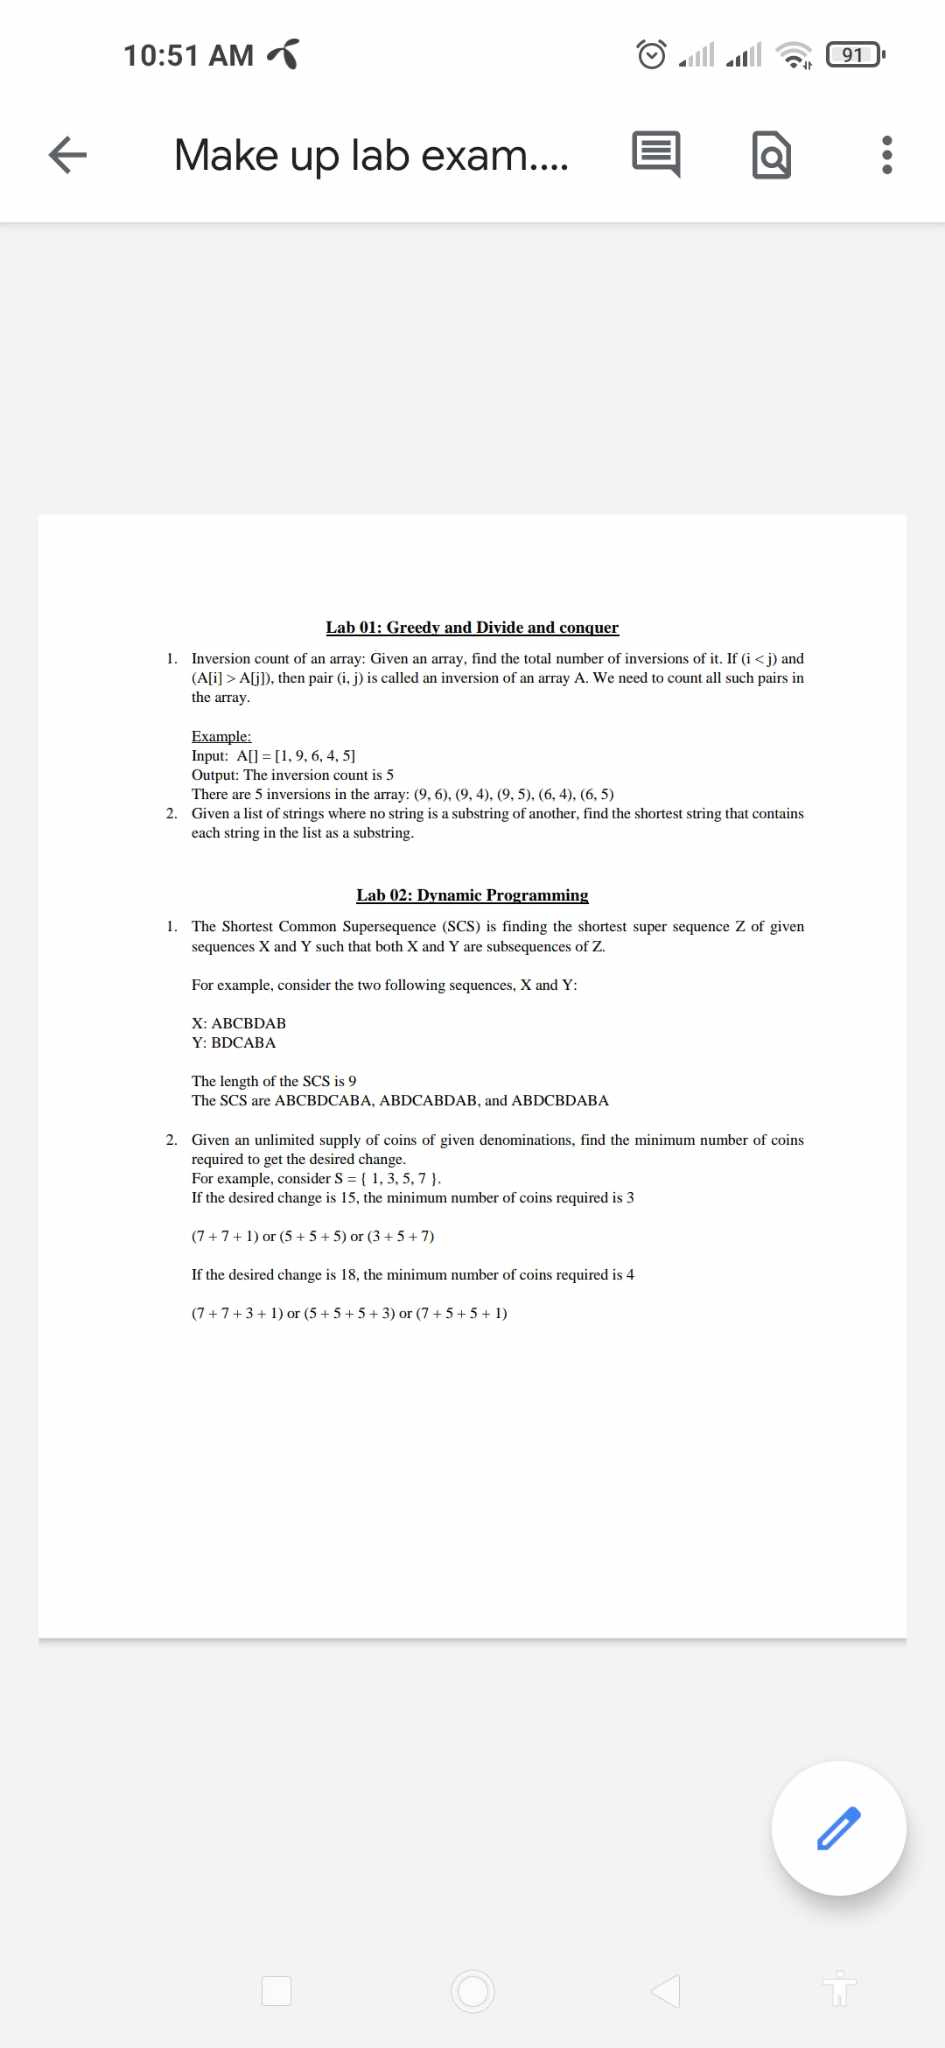 10:51 AM
91
Make up lab exam....
Lab 01: Greedy and Divide and conquer
1. Inversion count of an array: Given an array, find the total number of inversions of it. If (i < j) and
(A[i] > A[j]), then pair (i, j) is called an inversion of an array A. We need to count all such pairs in
the array.
Example:
Input: A[] = [1, 9, 6, 4, 5]
Output: The inversion count is 5
There are 5 inversions in the array: (9, 6), (9, 4), (9, 5), (6, 4), (6, 5)
2. Given a list of strings where no string is a substring of another, find the shortest string that contains
each string in the list as a substring.
Lab 02: Dynamic Programming
1. The Shortest Common Supersequence (SCS) is finding the shortest super sequence Z of given
sequences X and Y such that both X and Y are subsequences of Z.
For example, consider the two following sequences, X and Y:
X: ABCBDAB
Y: BDCABA
The length of the SCS is 9
The SCS are ABCBDCABA, ABDCABDAB, and ABDCBDABA
2. Given an unlimited supply of coins of given denominations, find the minimum number of coins
required to get the desired change.
For example, consider S = { 1, 3, 5, 7 }.
If the desired change is 15, the minimum number of coins required is 3
(7 + 7 + 1) or (5 + 5 + 5) or (3 + 5 + 7)
If the desired change is 18, the minimum number of coins required is 4
(7 + 7 + 3 + 1) or (5 + 5 + 5 + 3) or (7 + 5 + 5 + 1)